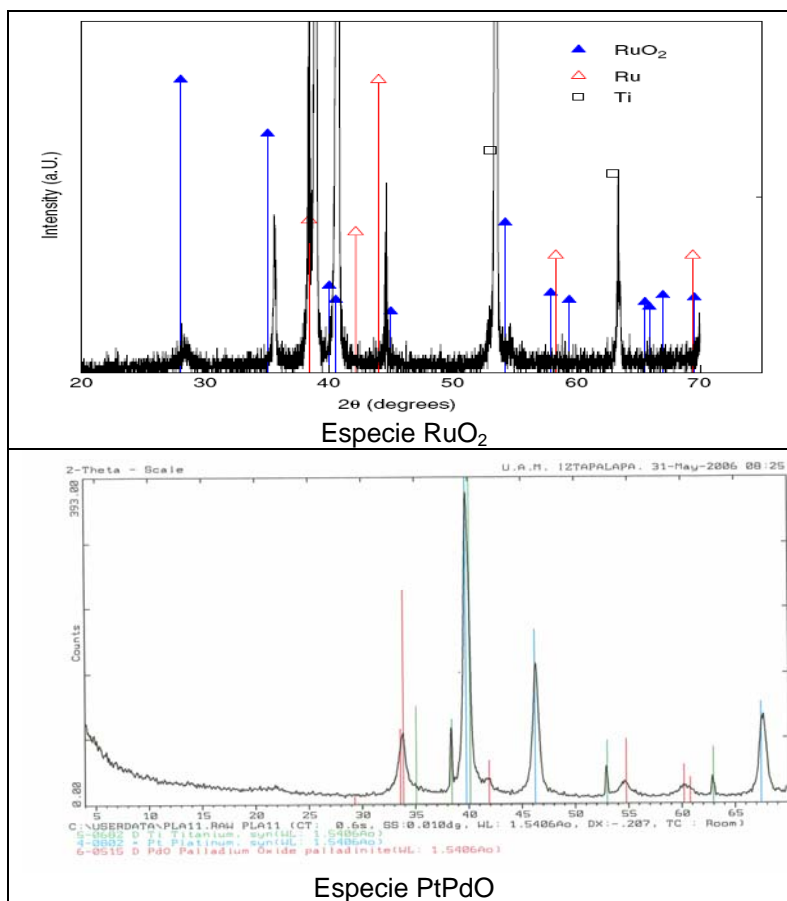 RuO₂
Ru
Ti
Intensity (a.U.)
20 30 40 50 60 70
2θ (degrees)
Especie RuO₂
2-Theta - Scale U.A.M. IZTAPALAPA. 31-May-2006 08:25
393.00
Counts
0.00
5 10 15 20 25 30 35 40 45 50 55 60 65
C:\USERDATA\PLA11.RAW PLA11 (CT: 0.6s, SS:0.010dg, WL: 1.5406Ao, DX:-.207, TC : Room)
5-0682 D Ti Titanium, syn(WL: 1.5406Ao)
4-0802 * Pt Platinum, syn(WL: 1.5406Ao)
6-0515 D PdO Palladium Oxide palladinite(WL: 1.5406Ao)
Especie PtPdO